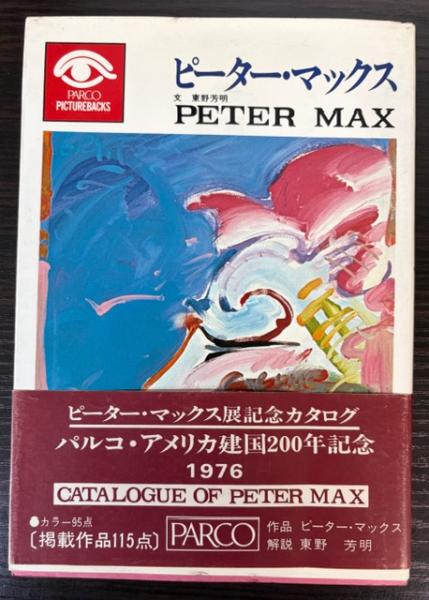 PARCO
PICTUREBACKS
ピーター・マックス
文 東野芳明
PETER MAX
ピーター・マックス展記念カタログ
パルコ・アメリカ建国200年記念
1976
CATALOGUE OF PETER MAX
●カラー95点
〔掲載作品115点〕
PARCO
作品 ピーター・マックス
解説 東野 芳明